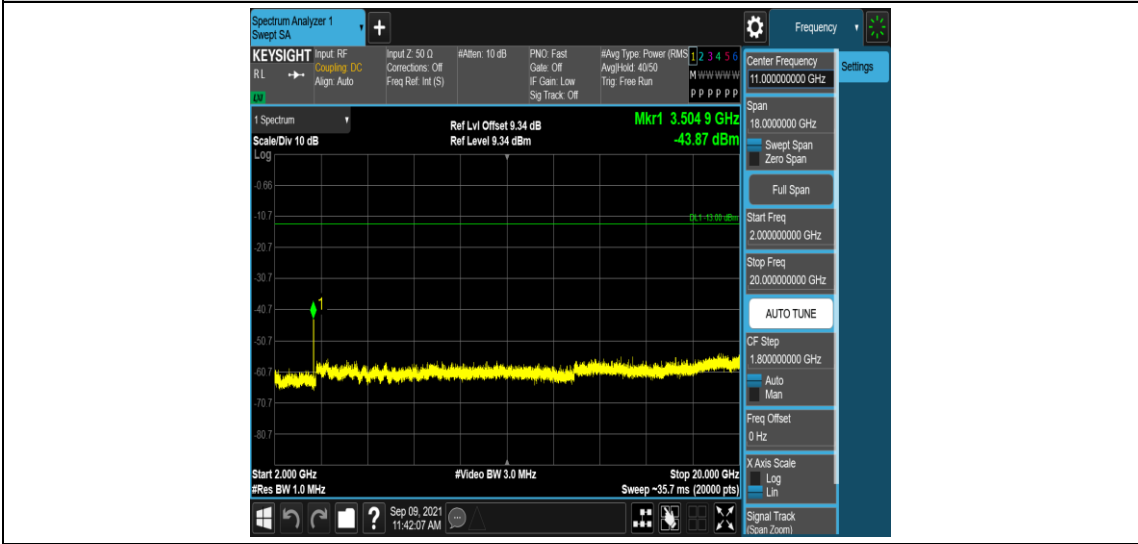 Spectrum Analyzer 1
Swept SA
+
Frequency
KEYSIGHT
RL
Input: RF
Coupling: DC
Align: Auto
Input Z: 50 Ω
Corrections: Off
Freq Ref: Int (S)
#Atten: 10 dB
PNO: Fast
Gate: Off
IF Gain: Low
Sig Track: Off
#Avg Type: Power (RMS
Avg|Hold: 40/50
Trig: Free Run
1 2 3 4 5 6
M W W W W W
P P P P P P
1 Spectrum
Scale/Div 10 dB
Log
Ref Lvl Offset 9.34 dB
Ref Level 9.34 dBm
Mkr1 3.504 9 GHz
-43.87 dBm
-0.66
-10.7
DL1 -13.00 dBm
-20.7
-30.7
-40.7
1
-50.7
-60.7
-70.7
-80.7
Start 2.000 GHz
#Video BW 3.0 MHz
Stop 20.000 GHz
#Res BW 1.0 MHz
Sweep ~35.7 ms (20000 pts)
?
Sep 09, 2021
11:42:07 AM
Center Frequency
11.000000000 GHz
Settings
Span
18.0000000 GHz
Swept Span
Zero Span
Full Span
Start Freq
2.000000000 GHz
Stop Freq
20.000000000 GHz
AUTO TUNE
CF Step
1.800000000 GHz
Auto
Man
Freq Offset
0 Hz
X Axis Scale
Log
Lin
Signal Track
(Span Zoom)